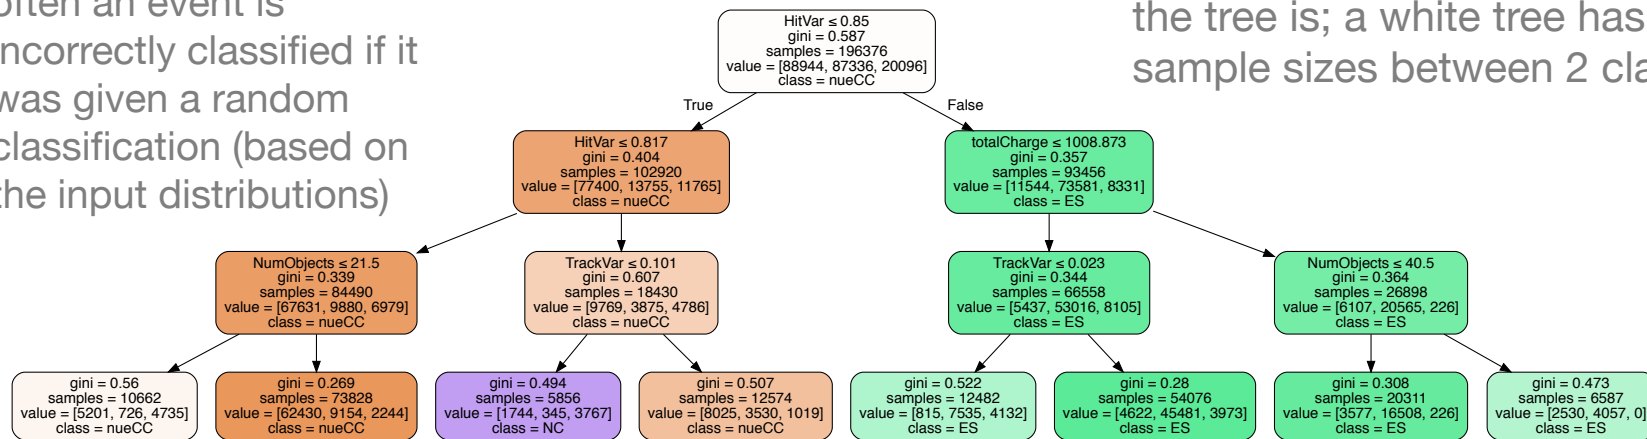 often an event is
incorrectly classified if it
was given a random
classification (based on
the input distributions)
the tree is; a white tree has
sample sizes between 2
HitVar ≤ 0.85
gini = 0.587
samples = 196376
value = [88944, 87336, 20096]
class = nueCC
True
False
HitVar ≤ 0.817
gini = 0.404
samples = 102920
value = [77400, 13755, 11765]
class = nueCC
totalCharge ≤ 1008.873
gini = 0.357
samples = 93456
value = [11544, 73581, 8331]
class = ES
NumObjects ≤ 21.5
gini = 0.339
samples = 84490
value = [67631, 9880, 6979]
class = nueCC
TrackVar ≤ 0.101
gini = 0.607
samples = 18430
value = [9769, 3875, 4786]
class = nueCC
TrackVar ≤ 0.023
gini = 0.344
samples = 66558
value = [5437, 53016, 8105]
class = ES
NumObjects ≤ 40.5
gini = 0.364
samples = 26898
value = [6107, 20565, 226]
class = ES
gini = 0.56
samples = 10662
value = [5201, 726, 4735]
class = nueCC
gini = 0.269
samples = 73828
value = [62430, 9154, 2244]
class = nueCC
gini = 0.494
samples = 5856
value = [1744, 345, 3767]
class = NC
gini = 0.507
samples = 12574
value = [8025, 3530, 1019]
class = nueCC
gini = 0.522
samples = 12482
value = [815, 7535, 4132]
class = ES
gini = 0.28
samples = 54076
value = [4622, 45481, 3973]
class = ES
gini = 0.308
samples = 20311
value = [3577, 16508, 226]
class = ES
gini = 0.473
samples = 6587
value = [2530, 4057, 0]
class = ES